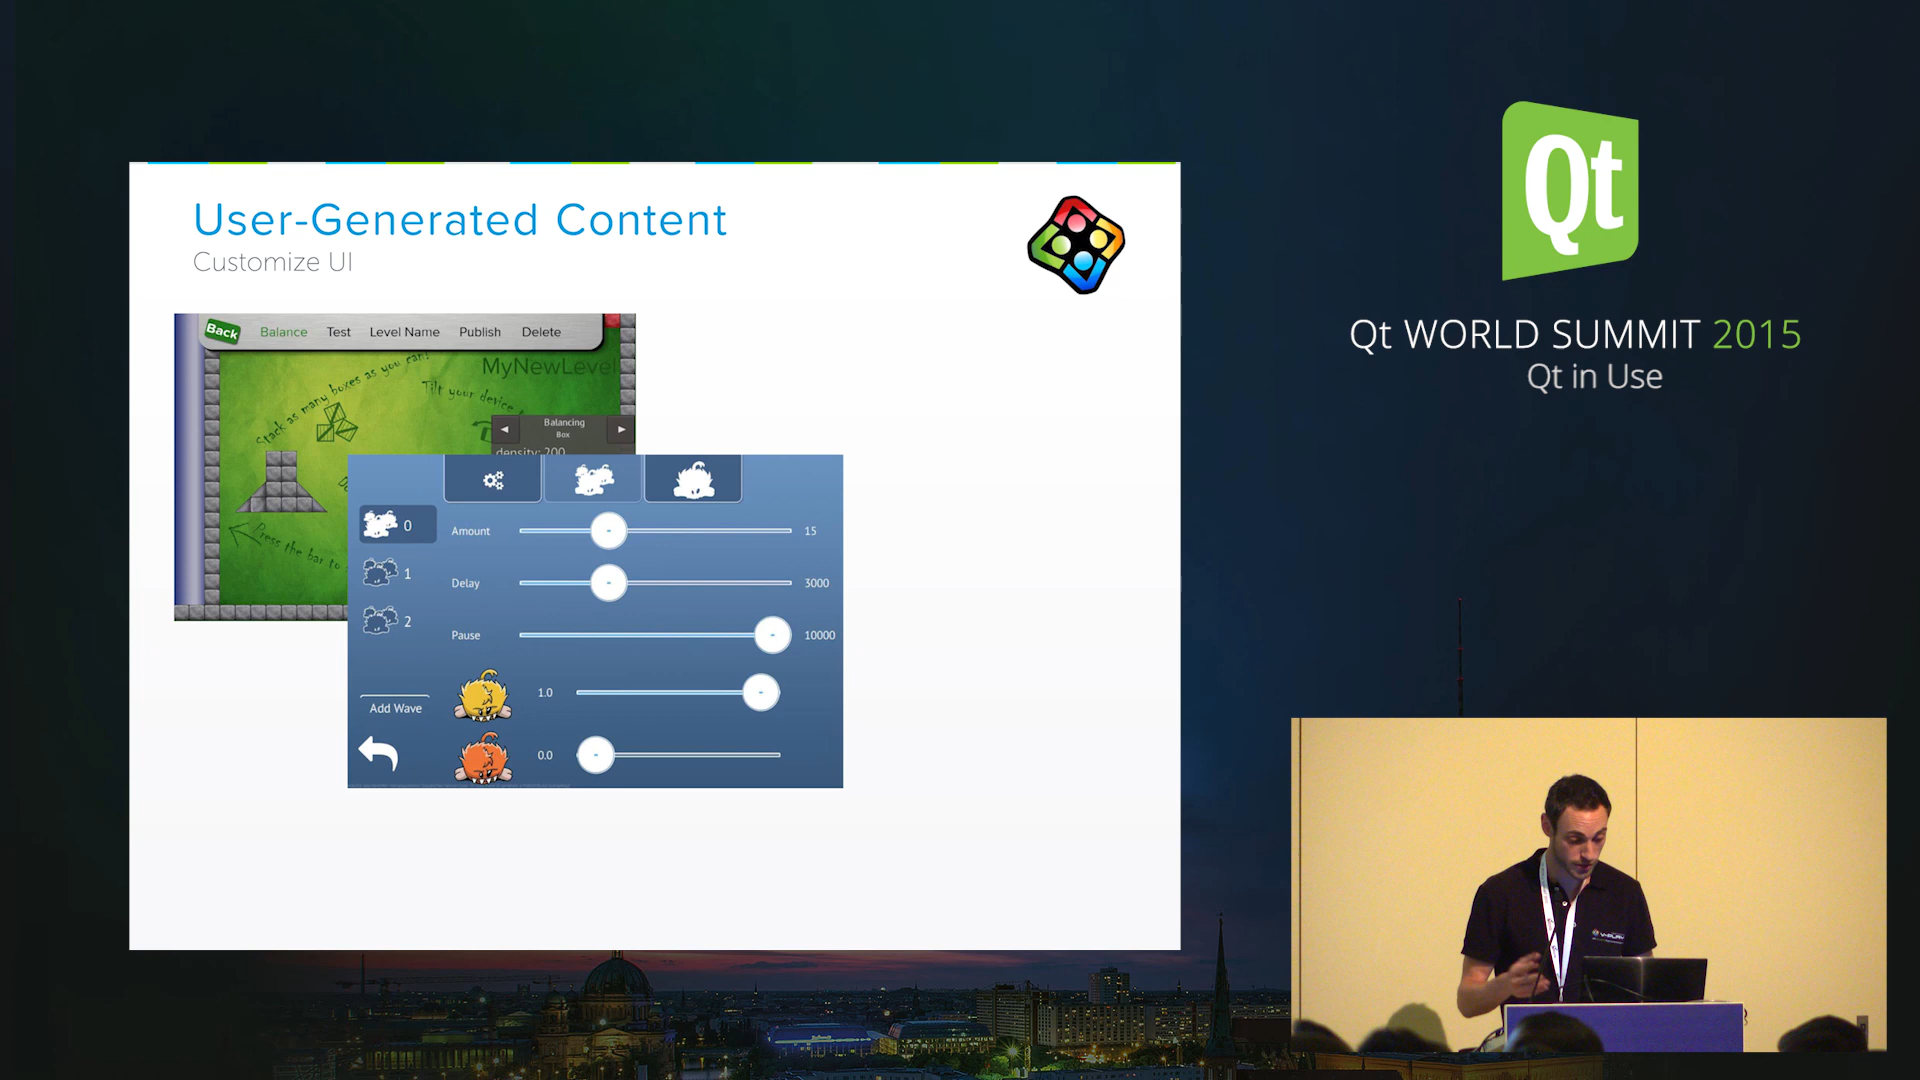 User-Generated Content
Customize UI
Back Balance Test Level Name Publish Delete
MyNewLevel
Stack as many boxes as you can!
Tilt your device
Balancing
Box
density: 200
Press the bar to
0
1
2
Add Wave
Amount 15
Delay 3000
Pause 10000
1.0
0.0
Qt
Qt WORLD SUMMIT 2015
Qt in Use